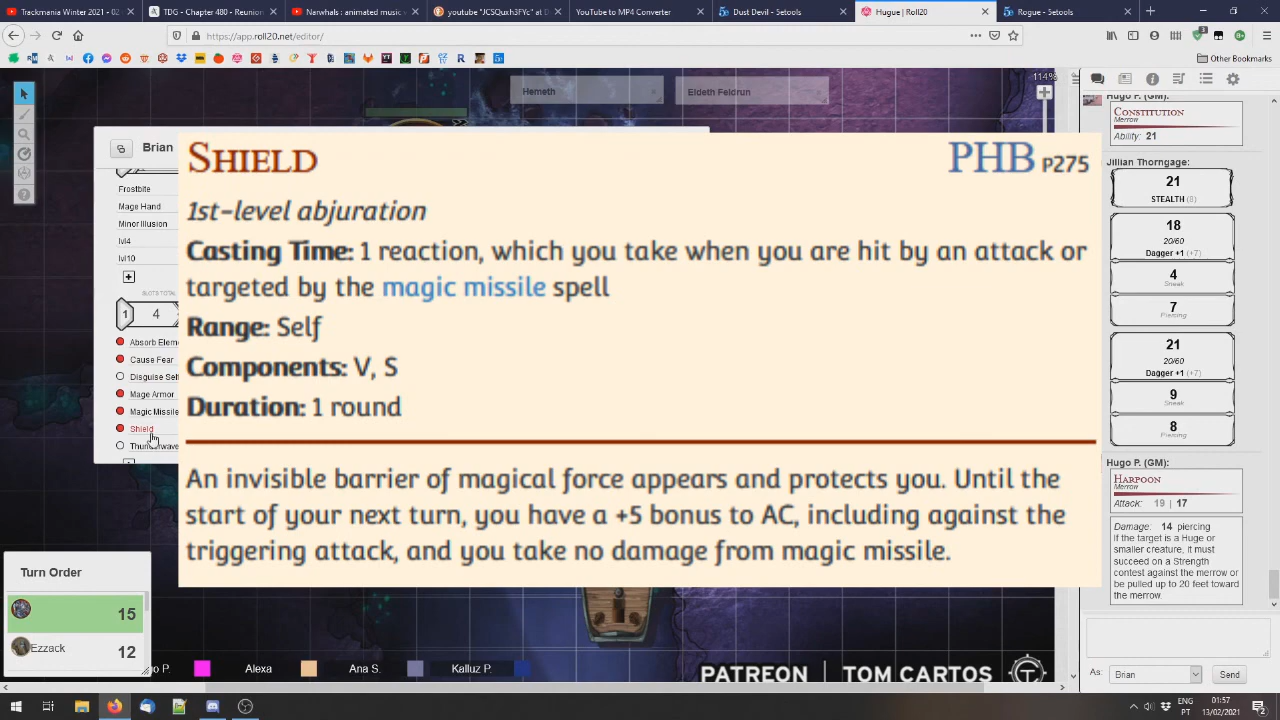 Trackmania Winter 2021 - 02
TDG - Chapter 480 - Reunion
Narwhals : animated music
youtube "JCSQuxh3FYc" at D
YouTube to MP4 Converter
Dust Devil - 5etools
Hugue | Roll20
Rogue - 5etools
https://app.roll20.net/editor/
Other Bookmarks
Hemeth
Eldeth Feldrun
114%
Brian
Frostbite
Mage Hand
Minor Illusion
lvl4
lvl10
SLOTS TOTAL
1 4
Absorb Elem
Cause Fear
Disguise Self
Mage Armor
Magic Missile
Shield
Thunderwave
SHIELD
PHB P275
1st-level abjuration
Casting Time: 1 reaction, which you take when you are hit by an attack or
targeted by the magic missile spell
Range: Self
Components: V, S
Duration: 1 round
An invisible barrier of magical force appears and protects you. Until the
start of your next turn, you have a +5 bonus to AC, including against the
triggering attack, and you take no damage from magic missile.
Turn Order
15
Ezzack 12
o P.
Alexa
Ana S.
Kalluz P.
PATREON | TOM CARTOS
Hugo P. (GM):
CONSTITUTION
Merrow
Ability: 21
Jillian Thorngage:
21
STEALTH (8)
18
20/60
Dagger +1 (+7)
4
Sneak
7
Piercing
21
20/60
Dagger +1 (+7)
9
Sneak
8
Piercing
Hugo P. (GM):
HARPOON
Merrow
Attack: 19 | 17
Damage: 14 piercing
If the target is a Huge or
smaller creature, it must
succeed on a Strength
contest against the merrow or
be pulled up to 20 feet toward
the merrow.
As: Brian Send
ENG
PT
01:57
13/02/2021
2